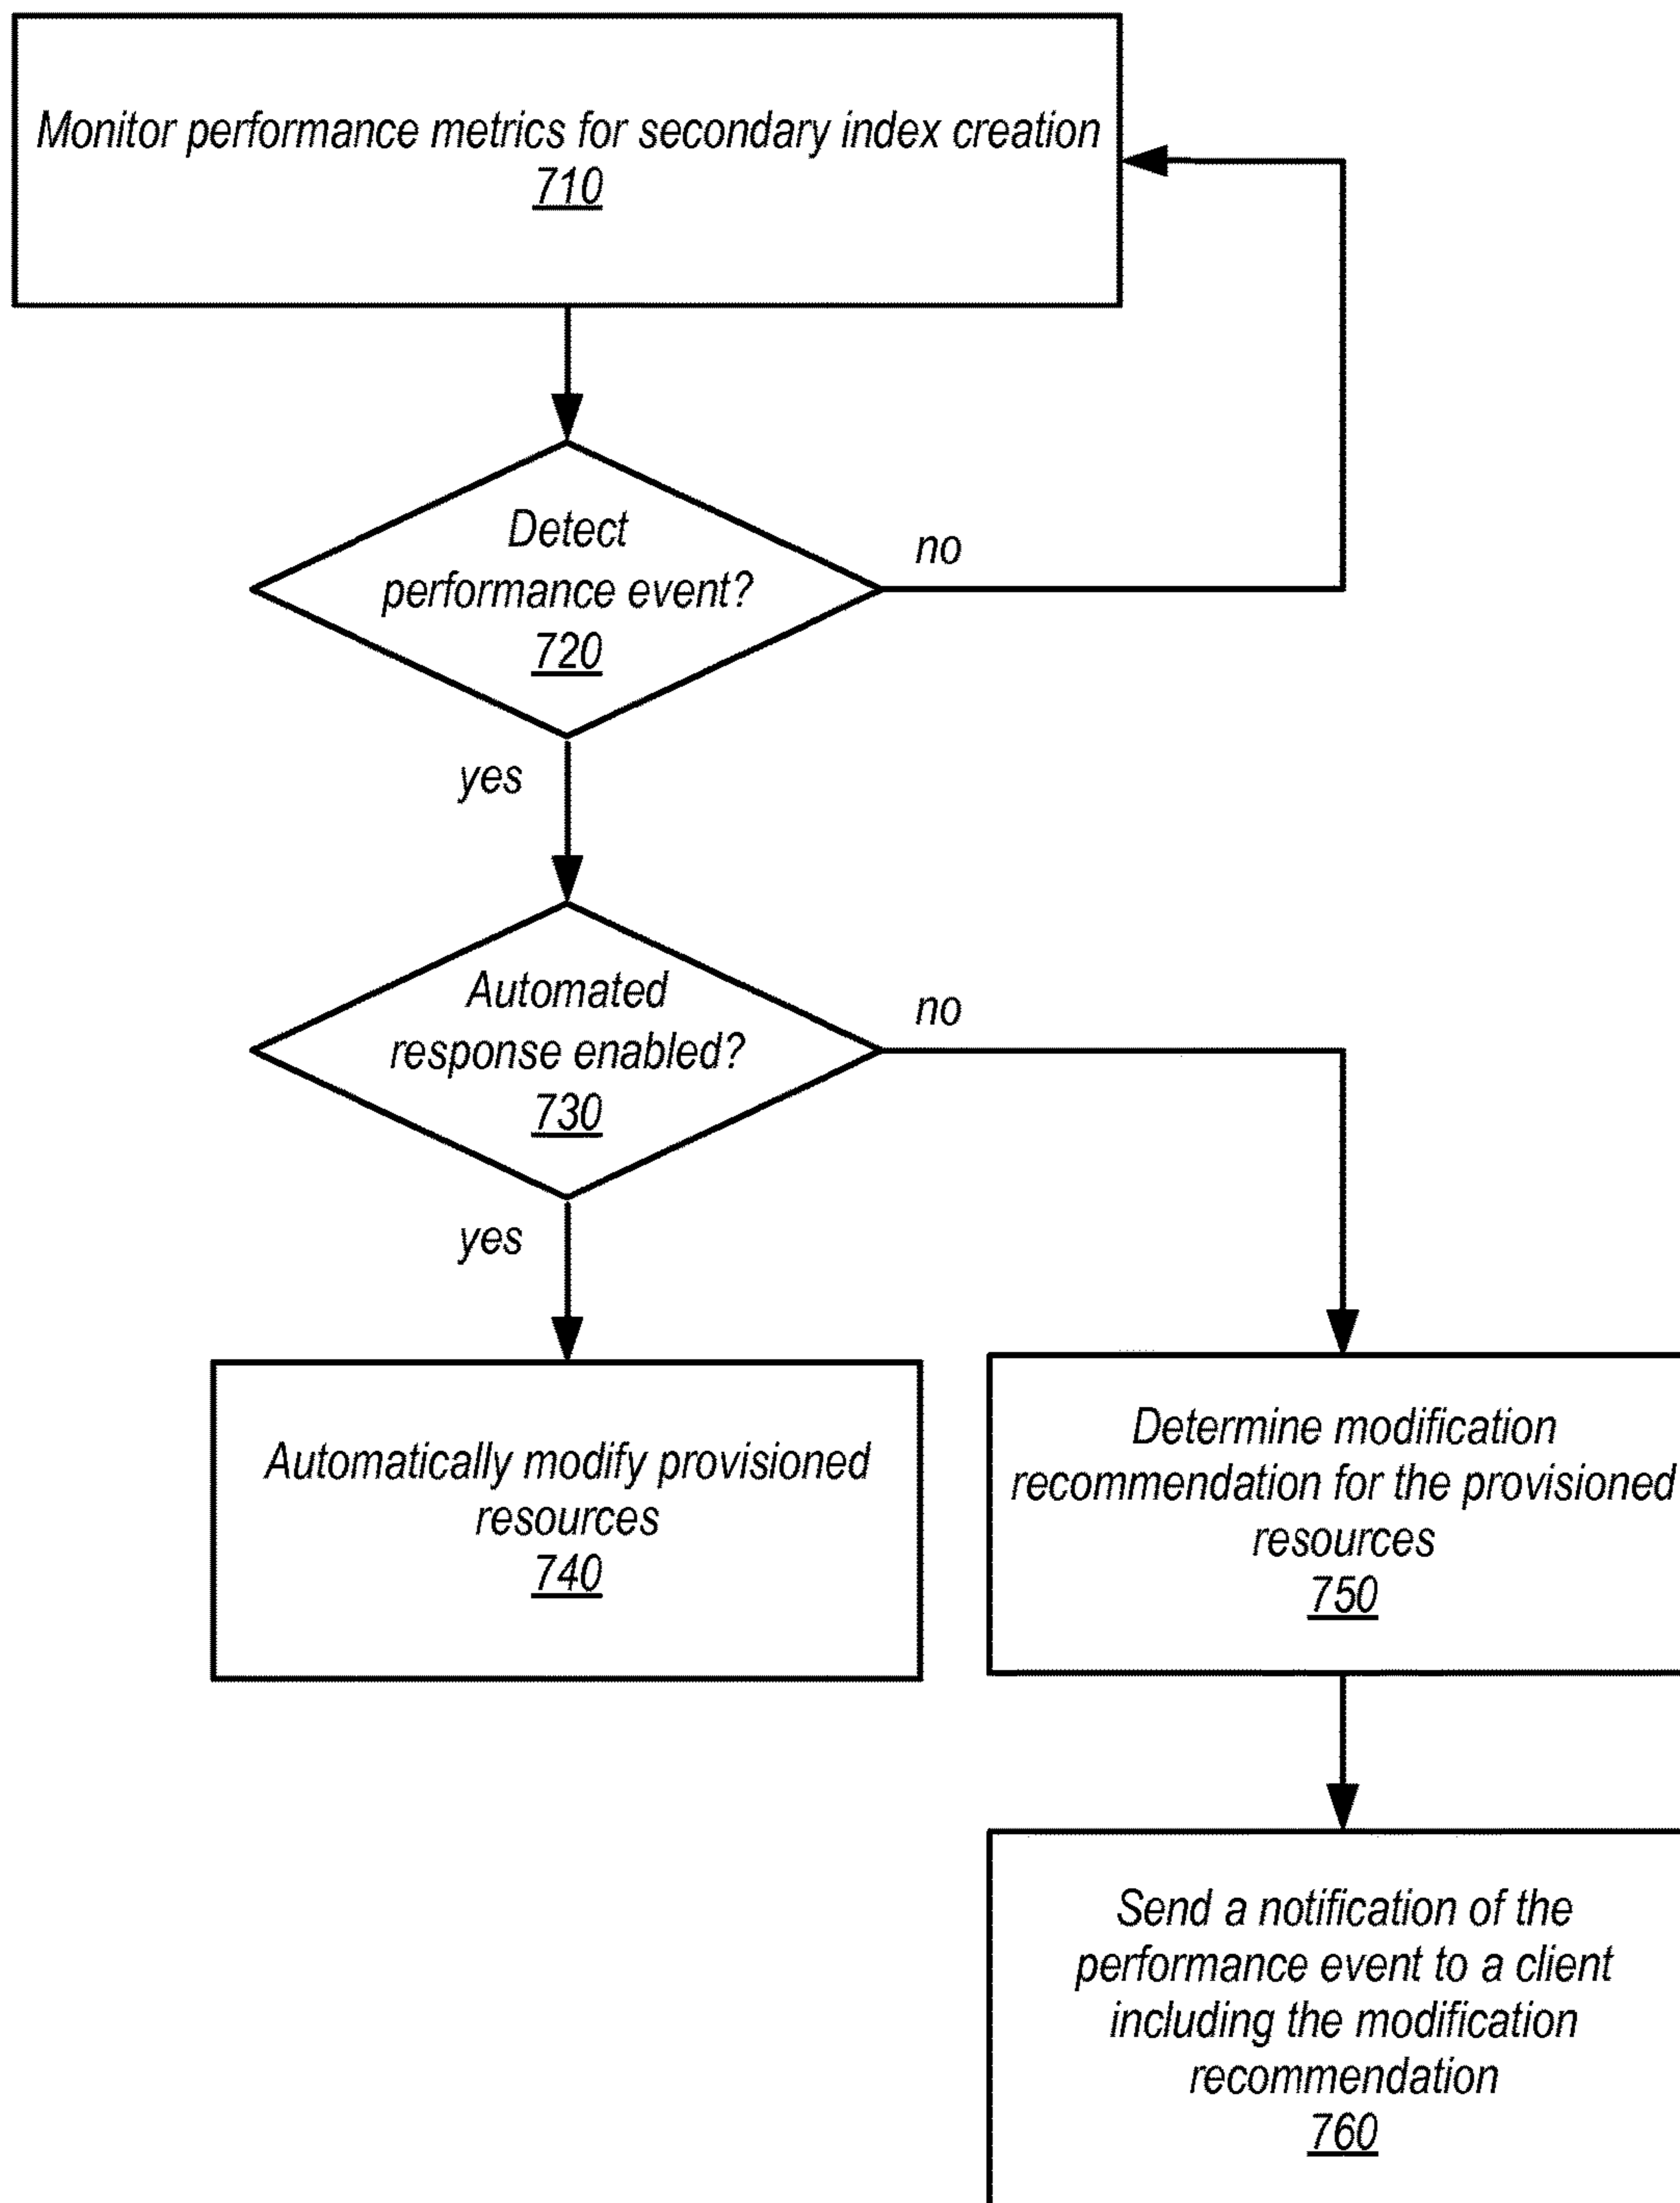 Monitor performance metrics for secondary index creation
710
Detect
performance event?
720
no
yes
Automated
response enabled?
730
no
yes
Automatically modify provisioned
resources
740
Determine modification
recommendation for the provisioned
resources
750
Send a notification of the
performance event to a client
including the modification
recommendation
760